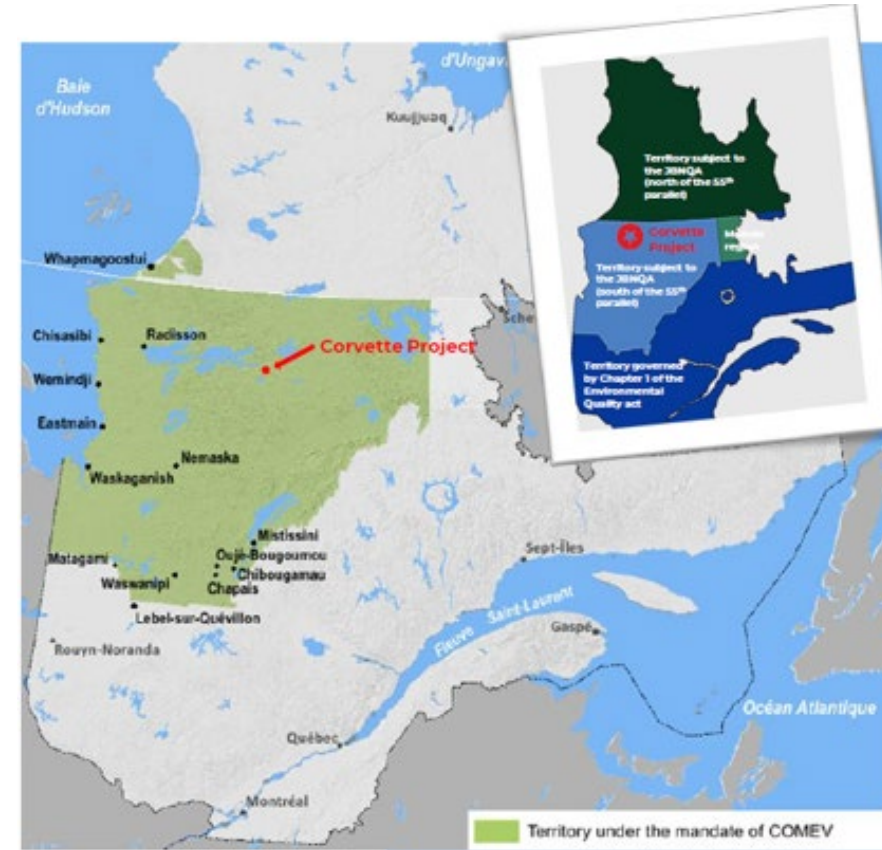 Baie
d'Hudson
d'Ungav
Kuujjuaq
Whapmagoostui
Chisasibi
Radisson
Corvette Project
Wemindji
Eastmain
Nemaska
Waskaganish
Mistissini
Oujé-Bougoumou
Matagami
Waswanipi
Chibougamau
Chapais
Lebel-sur-Quévillon
Rouyn-Noranda
Sche
Sept-Îles
Fleuve Saint-Laurent
Gaspé
Québec
Montréal
Océan Atlantique
Territory under the mandate of COMEV
Territory subject to
the JBNQA
(north of the 55th
parallel)
Corvette
Project
region
Territory subject to
the JBNQA
(south of the 55th
parallel)
Territory governed
by Chapter 1 of the
Environmental
Quality act